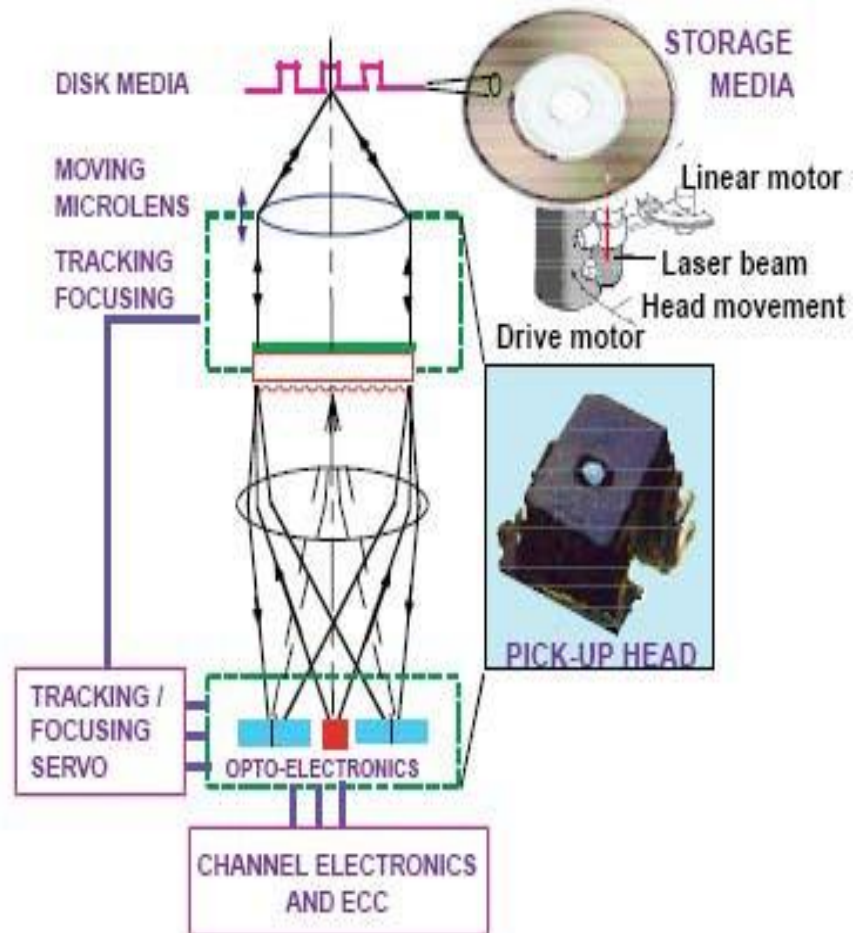 STORAGE
MEDIA
DISK MEDIA
MOVING
MICROLENS
TRACKING
FOCUSING
Linear motor
Laser beam
Head movement
Drive motor
PICK-UP HEAD
TRACKING /
FOCUSING
SERVO
OPTO-ELECTRONICS
CHANNEL ELECTRONICS
AND ECC